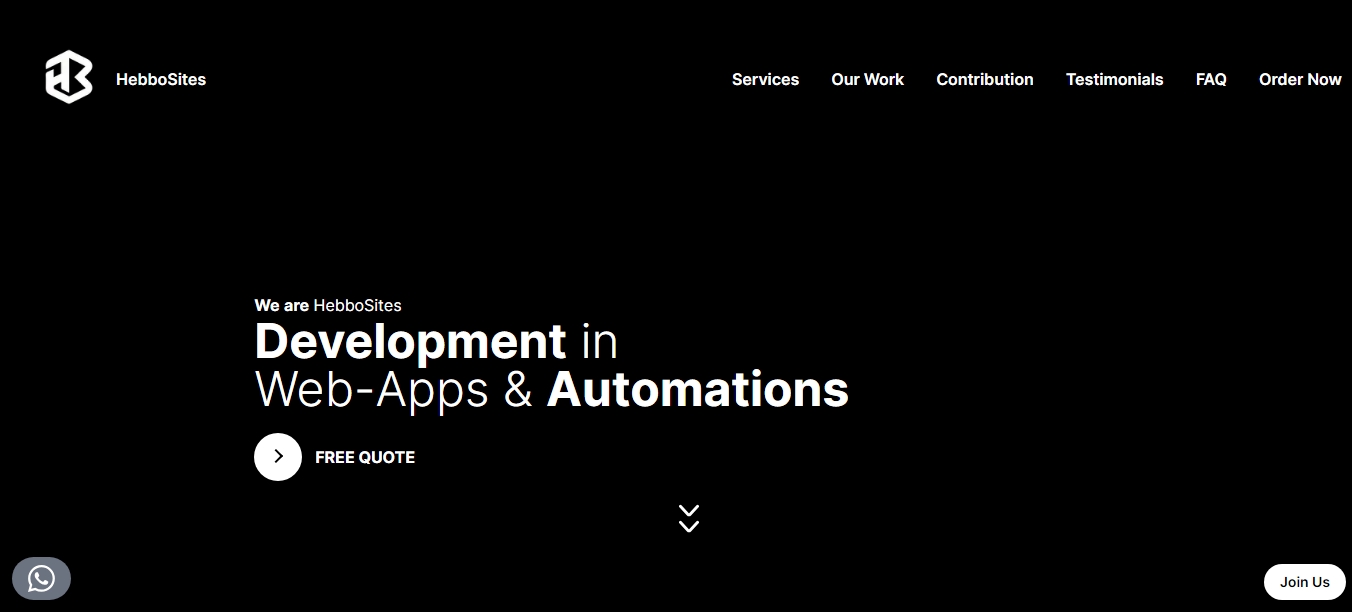 HebboSites
Services
Our Work
Contribution
Testimonials
FAQ
Order Now
We are HebboSites
Development in
Web-Apps & Automations
FREE QUOTE
Join Us